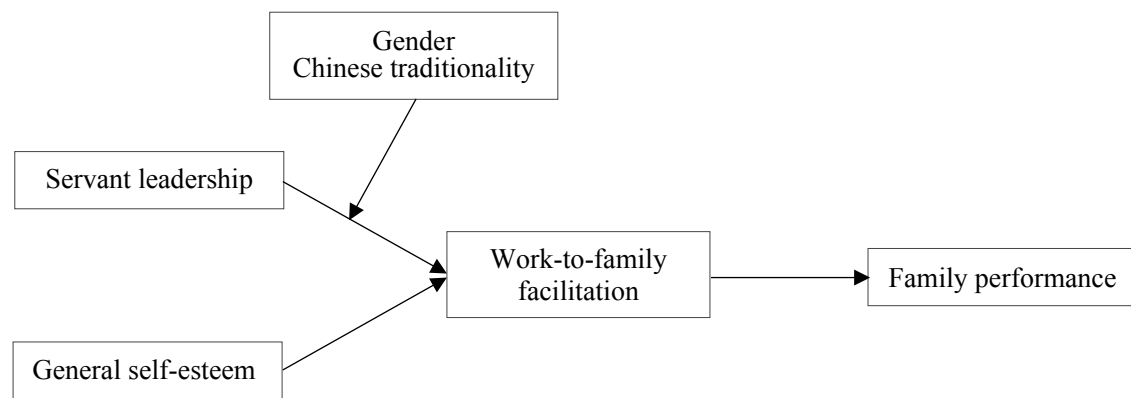 Gender
Chinese traditionality
Servant leadership
Work-to-family
facilitation
Family performance
General self-esteem